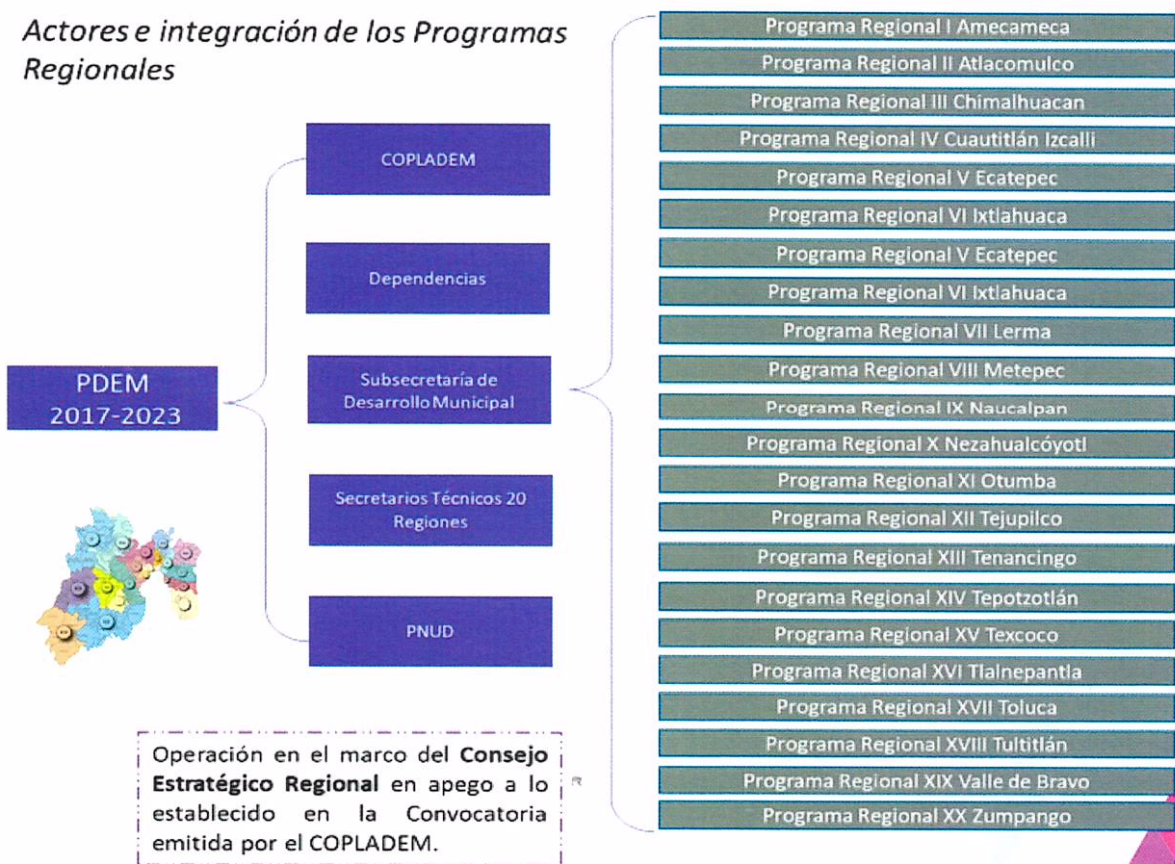 Actores e integración de los Programas
Regionales
PDEM
2017-2023
COPLADEM
Dependencias
Subsecretaría de
Desarrollo Municipal
Secretarios Técnicos 20
Regiones
PNUD
Programa Regional I Amecameca
Programa Regional II Atlacomulco
Programa Regional III Chimalhuacan
Programa Regional IV Cuautitlán Izcalli
Programa Regional V Ecatepec
Programa Regional VI Ixtlahuaca
Programa Regional V Ecatepec
Programa Regional VI Ixtlahuaca
Programa Regional VII Lerma
Programa Regional VIII Metepec
Programa Regional IX Naucalpan
Programa Regional X Nezahualcóyotl
Programa Regional XI Otumba
Programa Regional XII Tejupilco
Programa Regional XIII Tenancingo
Programa Regional XIV Tepotzotlán
Programa Regional XV Texcoco
Programa Regional XVI Tlalnepantla
Programa Regional XVII Toluca
Programa Regional XVIII Tultitlán
Programa Regional XIX Valle de Bravo
Programa Regional XX Zumpango
Operación en el marco del Consejo
Estratégico Regional en apego a lo
establecido en la Convocatoria
emitida por el COPLADEM.